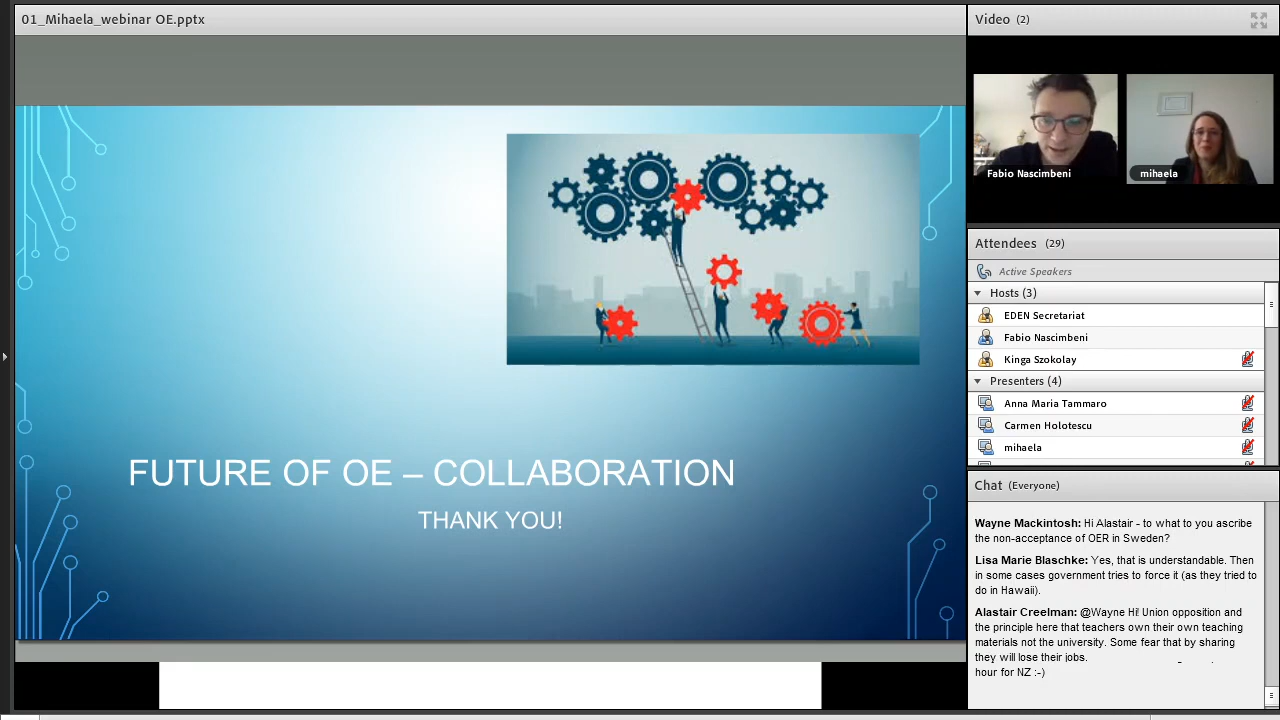 01_Mihaela_webinar OE.pptx
FUTURE OF OE – COLLABORATION
THANK YOU!
Video (2)
Fabio Nascimbeni
mihaela
Attendees (29)
Active Speakers
Hosts (3)
EDEN Secretariat
Fabio Nascimbeni
Kinga Szokolay
Presenters (4)
Anna Maria Tammaro
Carmen Holotescu
mihaela
Chat (Everyone)
Wayne Mackintosh: Hi Alastair - to what to you ascribe
the non-acceptance of OER in Sweden?
Lisa Marie Blaschke: Yes, that is understandable. Then
in some cases government tries to force it (as they tried to
do in Hawaii).
Alastair Creelman: @Wayne Hi! Union opposition and
the principle here that teachers own their own teaching
materials not the university. Some fear that by sharing
they will lose their jobs.
hour for NZ :-)